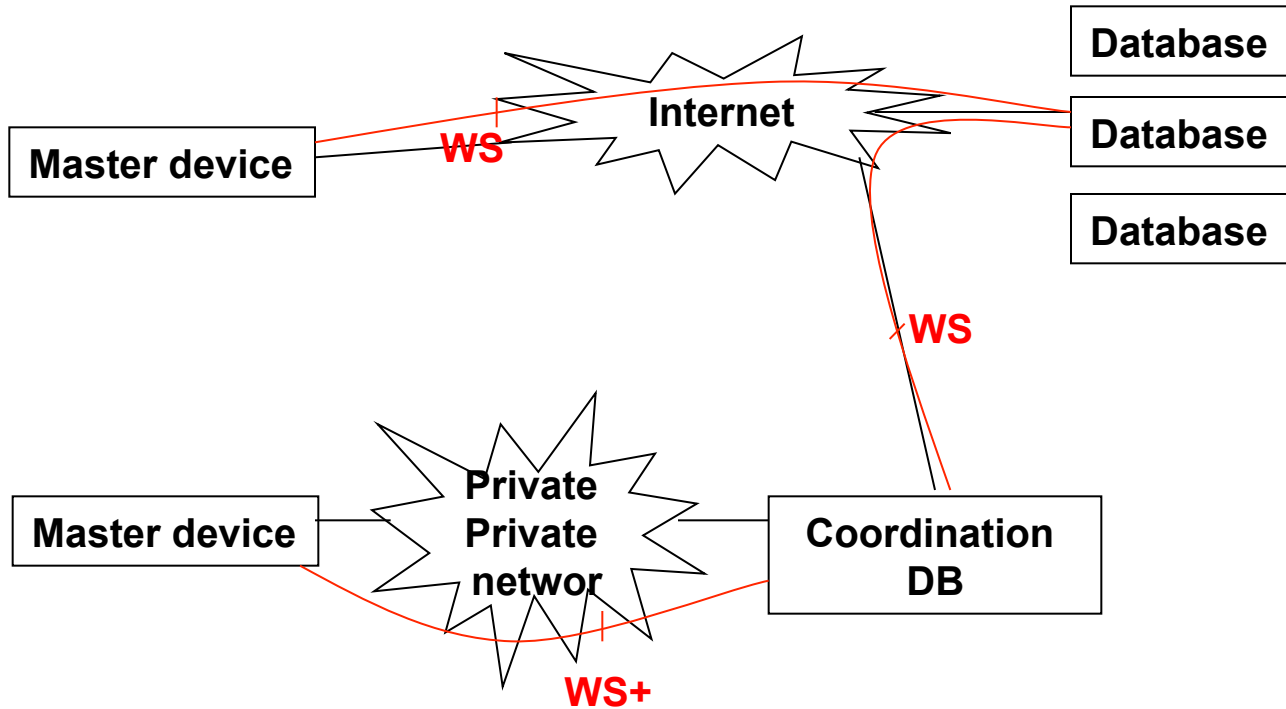 Database
Internet
Database
WS
Master device
Database
WS
Private
Master device
Private
networ
Coordination
DB
WS+